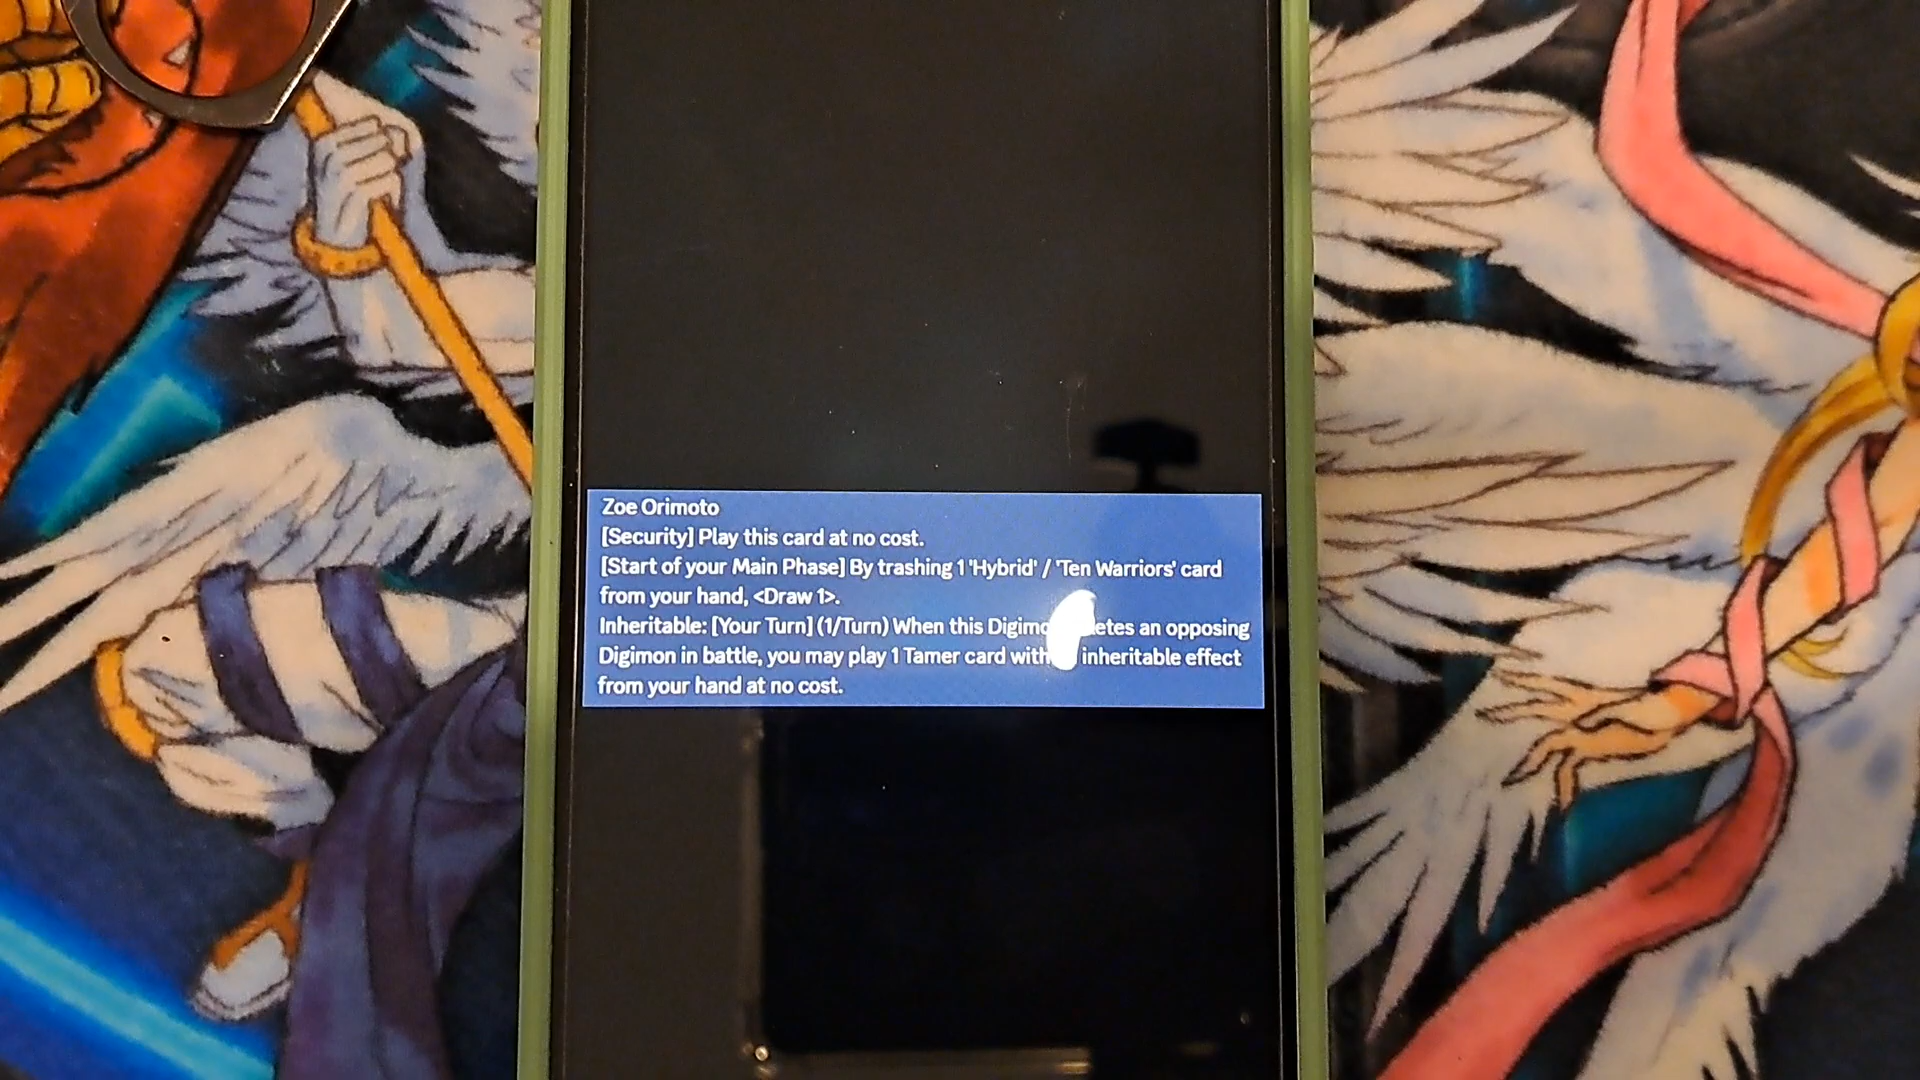 Zoe Orimoto
[Security] Play this card at no cost.
[Start of your Main Phase] By trashing 1 'Hybrid' / 'Ten Warriors' card
from your hand, <Draw 1>.
Inheritable: [Your Turn] (1/Turn) When this an opposing
Digimon in battle, you may play 1 Tamer card with inheritable effect
from your hand at no cost.